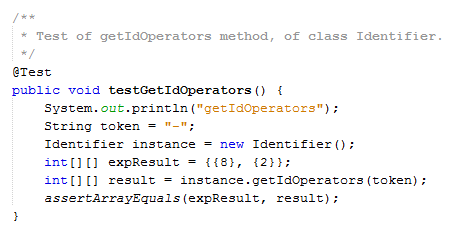 /**
 * Test of getIdOperators method, of class Identifier.
 */
@Test
public void testGetIdOperators() {
    System.out.println("getIdOperators");
    String token = "-";
    Identifier instance = new Identifier();
    int[][] expResult = {{8}, {2}};
    int[][] result = instance.getIdOperators(token);
    assertArrayEquals(expResult, result);
}